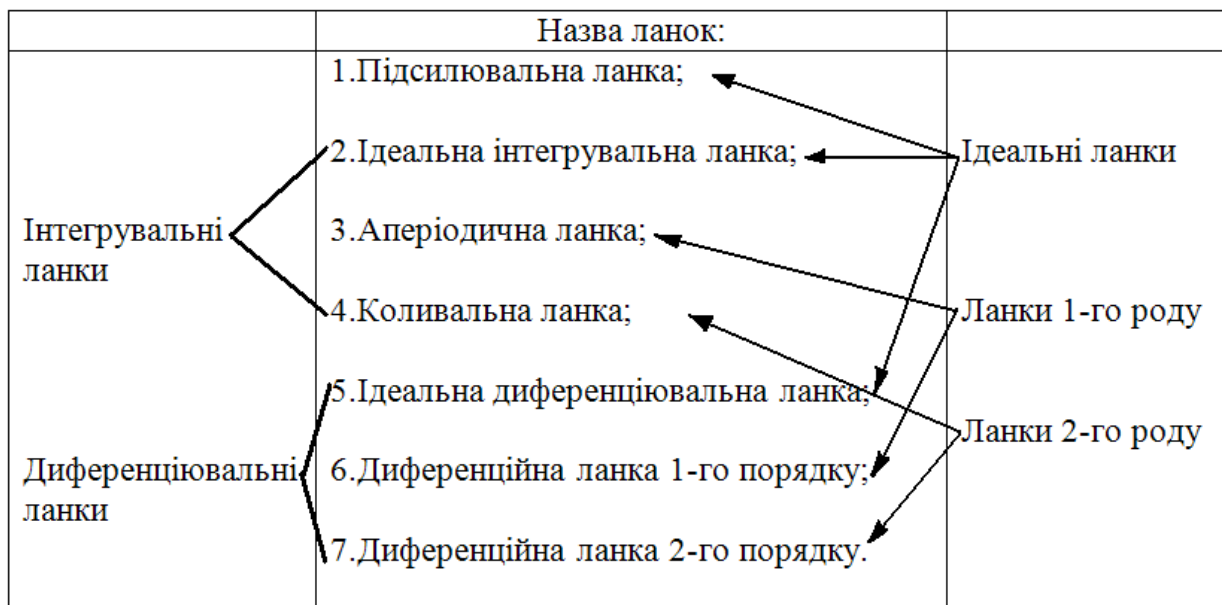 Назва ланок:
1.Підсилювальна ланка;
2.Ідеальна інтегрувальна ланка;
Ідеальні ланки
Інтегрувальні
ланки
3.Аперіодична ланка;
4.Коливальна ланка;
Ланки 1-го роду
5.Ідеальна диференціювальна ланка;
Ланки 2-го роду
Диференціювальні
ланки
6.Диференційна ланка 1-го порядку;
7.Диференційна ланка 2-го порядку.